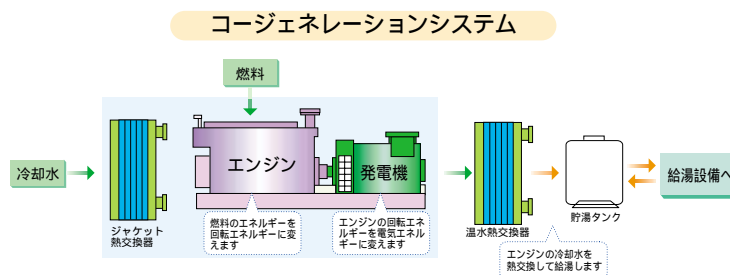 コージェネレーションシステム
燃料
冷却水
エンジン
発電機
給湯設備へ
貯湯タンク
ジャケット
熱交換器
燃料のエネルギーを
回転エネルギーに変
えます
エンジンの回転エネ
ルギーを電気エネル
ギーに変えます
温水熱交換器
エンジンの冷却水を
熱交換して給湯します